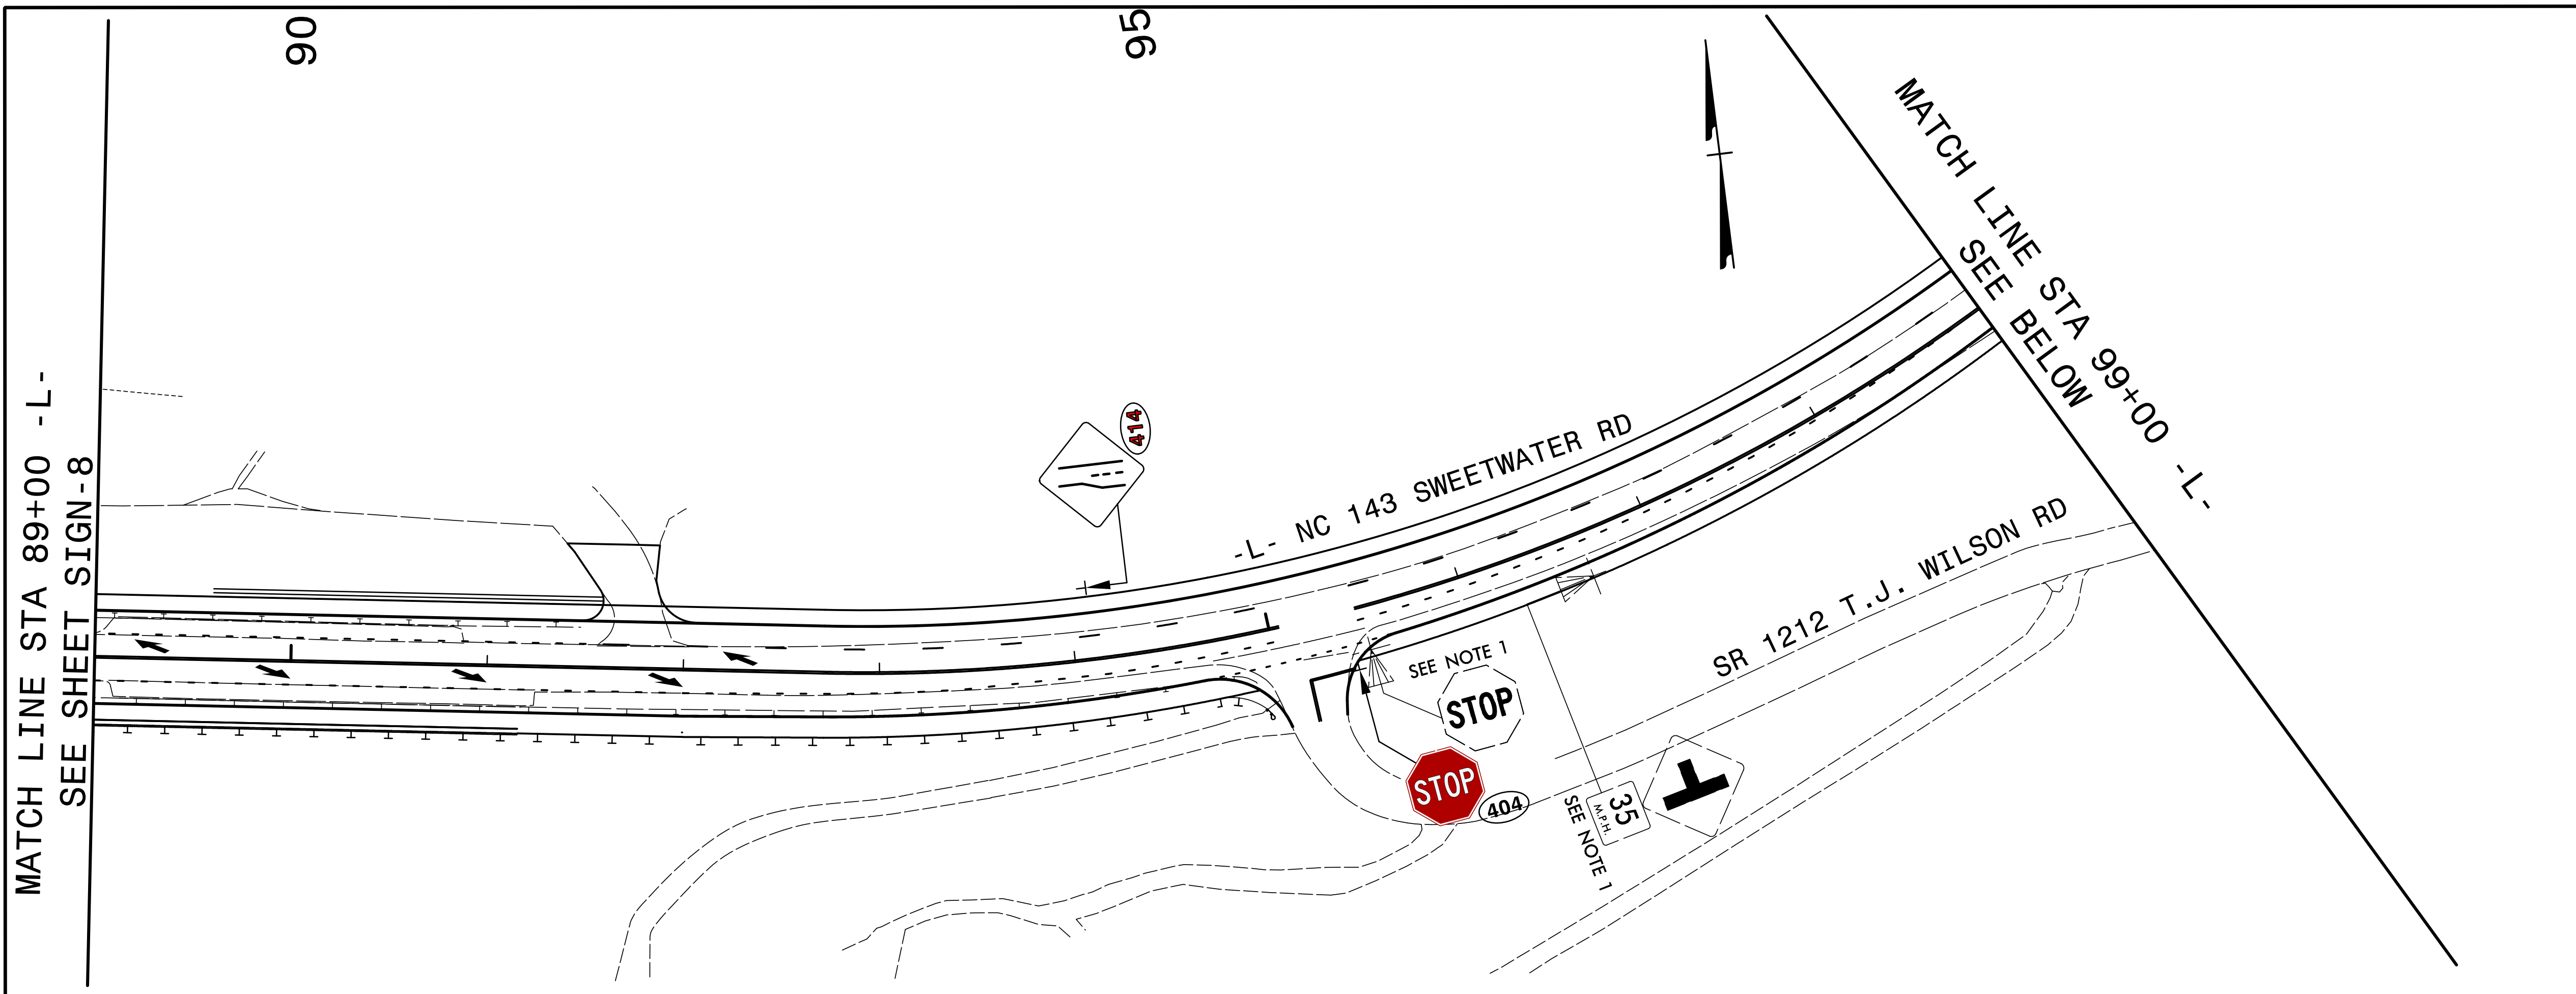 90
95
MATCH LINE STA 89+00 -L-
SEE SHEET SIGN-8
MATCH LINE STA 99+00 -L-
SEE BELOW
414
-L- NC 143 SWEETWATER RD
SR 1212 T.J. WILSON RD
SEE NOTE 1
STOP
STOP
404
35
M.P.H.
SEE NOTE 1